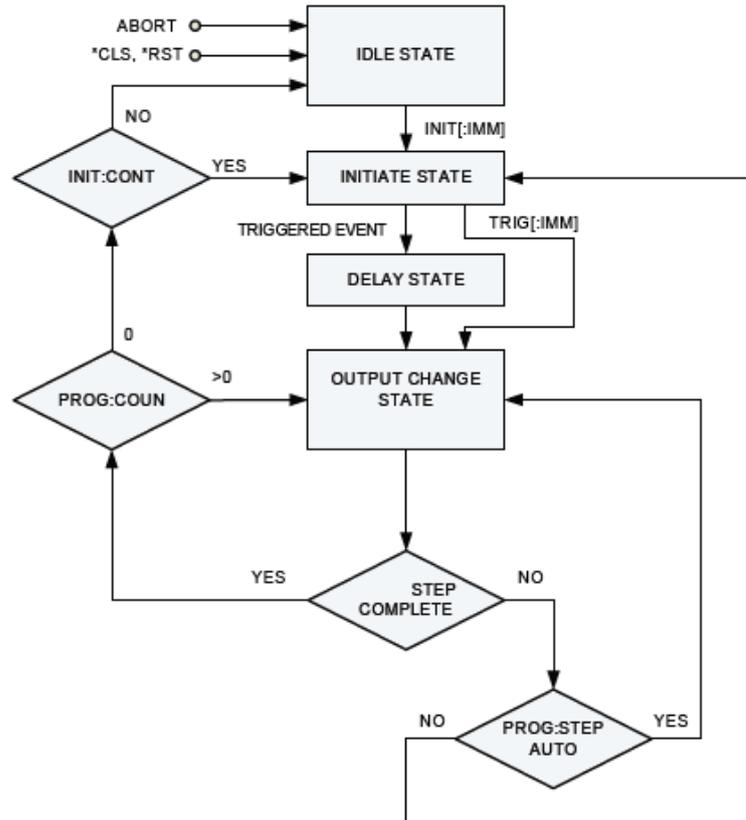 ABORT
*CLS, *RST
IDLE STATE
NO
INIT[:IMM]
INIT:CONT
YES
INITIATE STATE
TRIGGERED EVENT
TRIG[:IMM]
DELAY STATE
0
PROG:COUN
>0
OUTPUT CHANGE
STATE
YES
STEP
COMPLETE
NO
NO
PROG:STEP
AUTO
YES